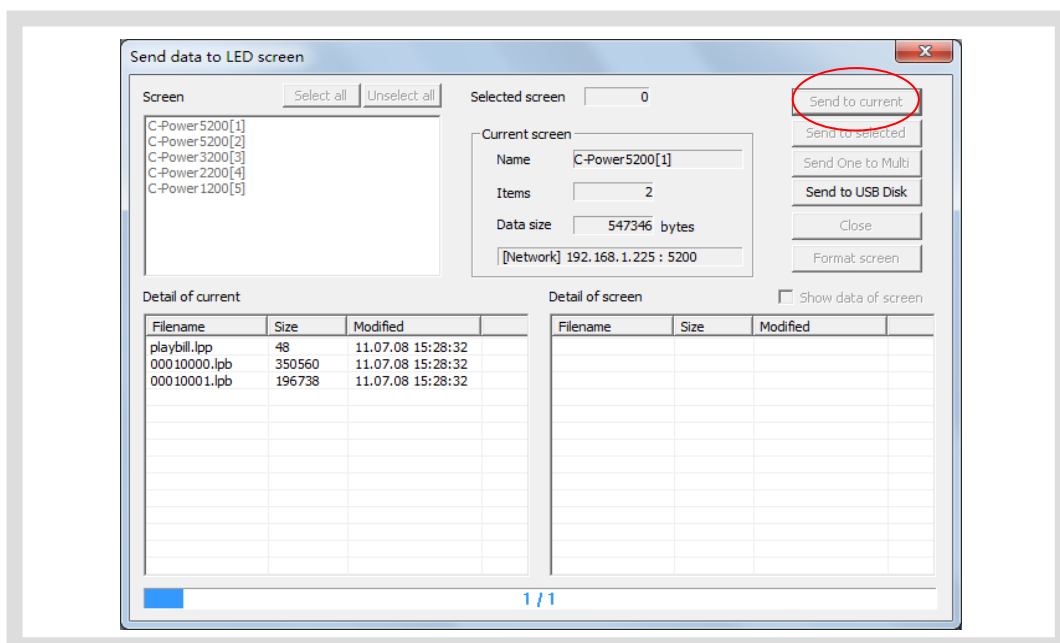 Send data to LED screen
Screen
Select all
Unselect all
Selected screen
0
Send to current
C-Power5200[1]
C-Power5200[2]
C-Power3200[3]
C-Power2200[4]
C-Power1200[5]
Current screen
Name
C-Power5200[1]
Items
2
Data size
547346
bytes
[Network] 192.168.1.225 : 5200
Send to selected
Send One to Multi
Send to USB Disk
Close
Format screen
Detail of current
Detail of screen
Show data of screen
Filename Size Modified
playbill.lpp 48 11.07.08 15:28:32
00010000.lpb 350560 11.07.08 15:28:32
00010001.lpb 196738 11.07.08 15:28:32
Filename Size Modified
1 / 1